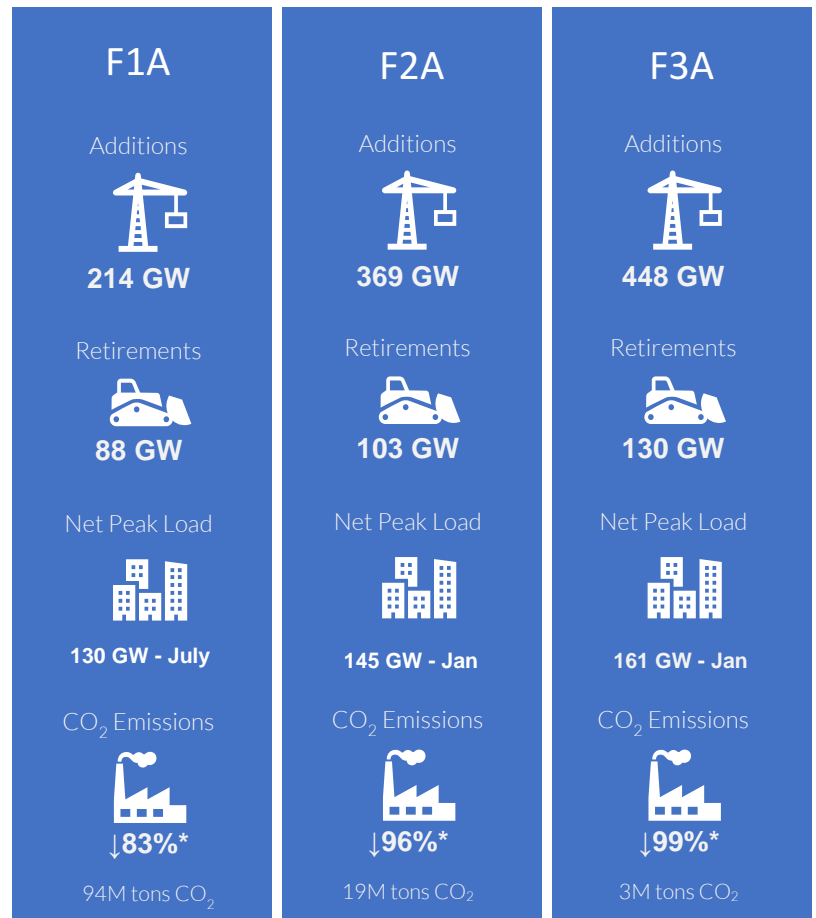 F1A
Additions
214 GW
Retirements
88 GW
Net Peak Load
130 GW - July
CO₂ Emissions
↓83%*
94M tons CO₂
F2A
Additions
369 GW
Retirements
103 GW
Net Peak Load
145 GW - Jan
CO₂ Emissions
↓96%*
19M tons CO₂
F3A
Additions
448 GW
Retirements
130 GW
Net Peak Load
161 GW - Jan
CO₂ Emissions
↓99%*
3M tons CO₂